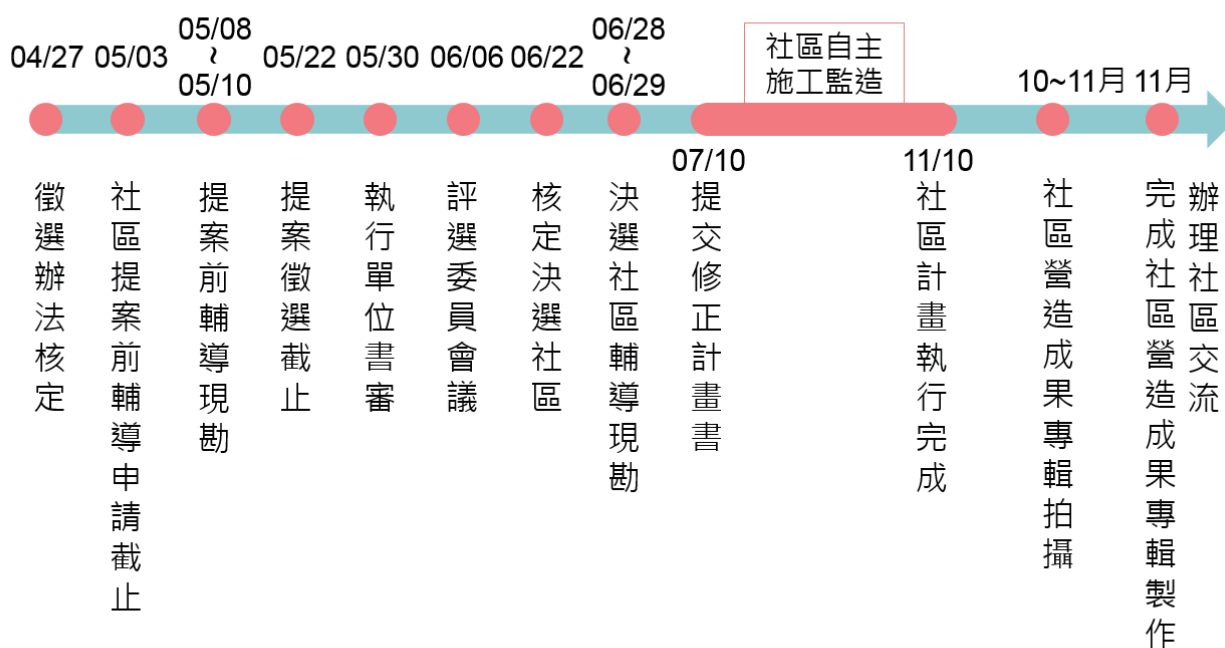 04/27
05/03
05/08
~
05/10
05/22
05/30
06/06
06/22
06/28
~
06/29
社區自主
施工監造
10~11月
11月
07/10
11/10
徵選辦法核定
社區提案前輔導申請截止
提案前輔導現勘
提案徵選截止
執行單位書審
評選委員會議
核定決選社區
決選社區輔導現勘
提交修正計畫書
社區計畫執行完成
社區營造成果專輯拍攝
完成社區營造成果專輯製作
辦理社區交流